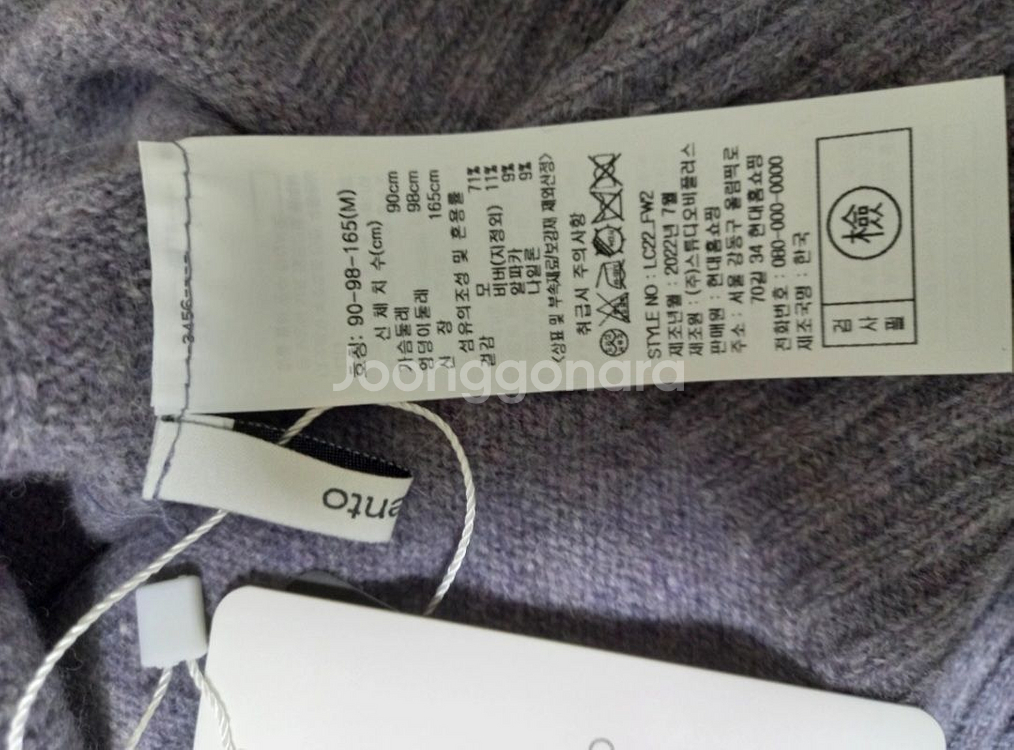 호칭: 90-98-165(M)
신 체 치 수(cm)
가슴둘레 90cm
엉덩이둘레 98cm
신 장 165cm
섬유의조성 및 혼용률
겉감 모 71%
비버(지정외) 11%
알파카 9%
나일론 9%
<상표 및 부속재료/보강재 제외산정>
취급시 주의사항
STYLE NO : LC22_FW2
제조년월 : 2022년 7월
제조원 : (주)스튜디오비플러스
판매원 : 현대홈쇼핑
주소 : 서울 강동구 올림픽로
70길 34 현대홈쇼핑
전화번호 : 080-000-0000
제조국명 : 한국
검 사 필
檢
3456
ento
Joonggonara